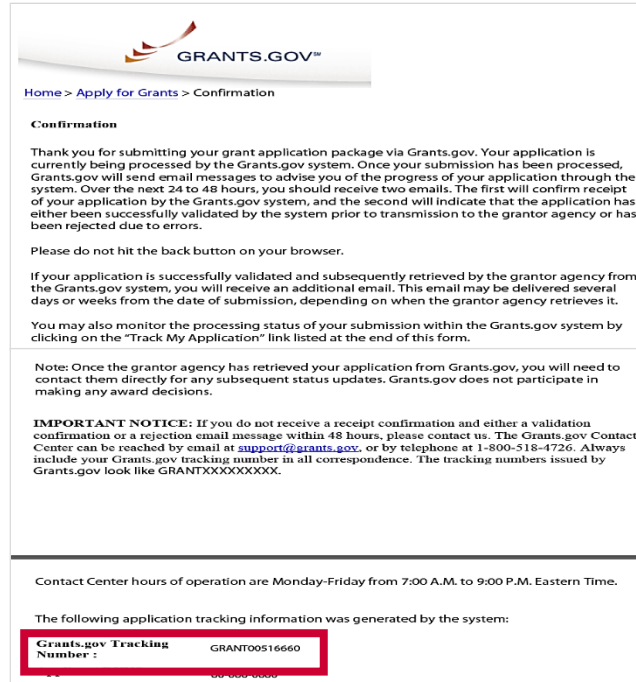 GRANTS.GOV℠
Home > Apply for Grants > Confirmation
Confirmation
Thank you for submitting your grant application package via Grants.gov. Your application is
currently being processed by the Grants.gov system. Once your submission has been processed,
Grants.gov will send email messages to advise you of the progress of your application through the
system. Over the next 24 to 48 hours, you should receive two emails. The first will confirm receipt
of your application by the Grants.gov system, and the second will indicate that the application has
either been successfully validated by the system prior to transmission to the grantor agency or has
been rejected due to errors.
Please do not hit the back button on your browser.
If your application is successfully validated and subsequently retrieved by the grantor agency from
the Grants.gov system, you will receive an additional email. This email may be delivered several
days or weeks from the date of submission, depending on when the grantor agency retrieves it.
You may also monitor the processing status of your submission within the Grants.gov system by
clicking on the “Track My Application” link listed at the end of this form.
Note: Once the grantor agency has retrieved your application from Grants.gov, you will need to
contact them directly for any subsequent status updates. Grants.gov does not participate in
making any award decisions.
IMPORTANT NOTICE: If you do not receive a receipt confirmation and either a validation
confirmation or a rejection email message within 48 hours, please contact us. The Grants.gov Contact
Center can be reached by email at support@grants.gov, or by telephone at 1-800-518-4726. Always
include your Grants.gov tracking number in all correspondence. The tracking numbers issued by
Grants.gov look like GRANTXXXXXXXXX.
Contact Center hours of operation are Monday-Friday from 7:00 A.M. to 9:00 P.M. Eastern Time.
The following application tracking information was generated by the system:
Grants.gov Tracking
Number : GRANT00516660